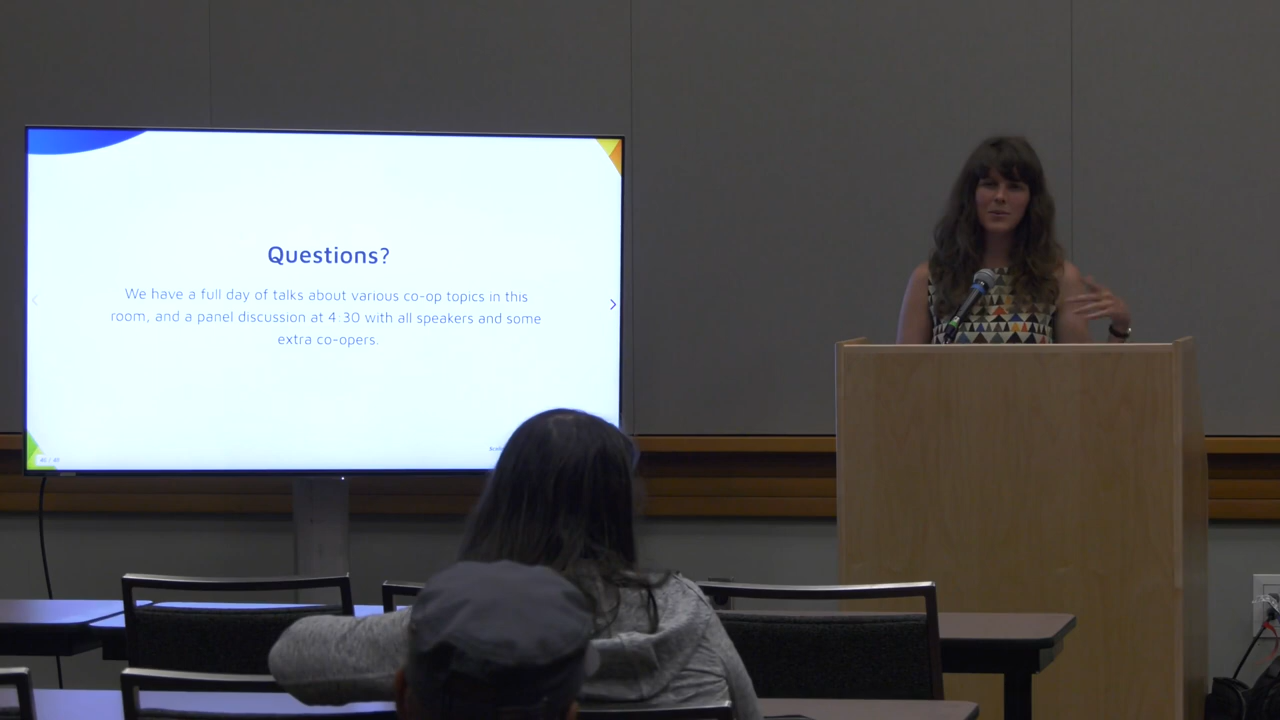 Questions?
We have a full day of talks about various co-op topics in this
room, and a panel discussion at 4:30 with all speakers and some
extra co-opers.